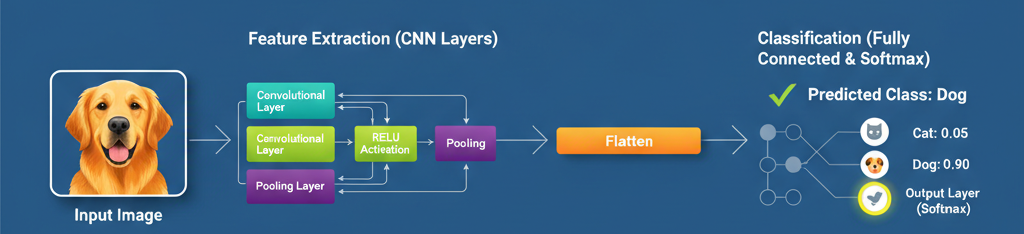 Feature Extraction (CNN Layers)
Classification (Fully
Connected & Softmax)
Predicted Class: Dog
Convolutional
Layer
Convolutional
Layer
RELU
Actieation
Pooling
Pooling Layer
Flatten
Cat: 0.05
Dog: 0.90
Output Layer
(Softnax)
Input Image